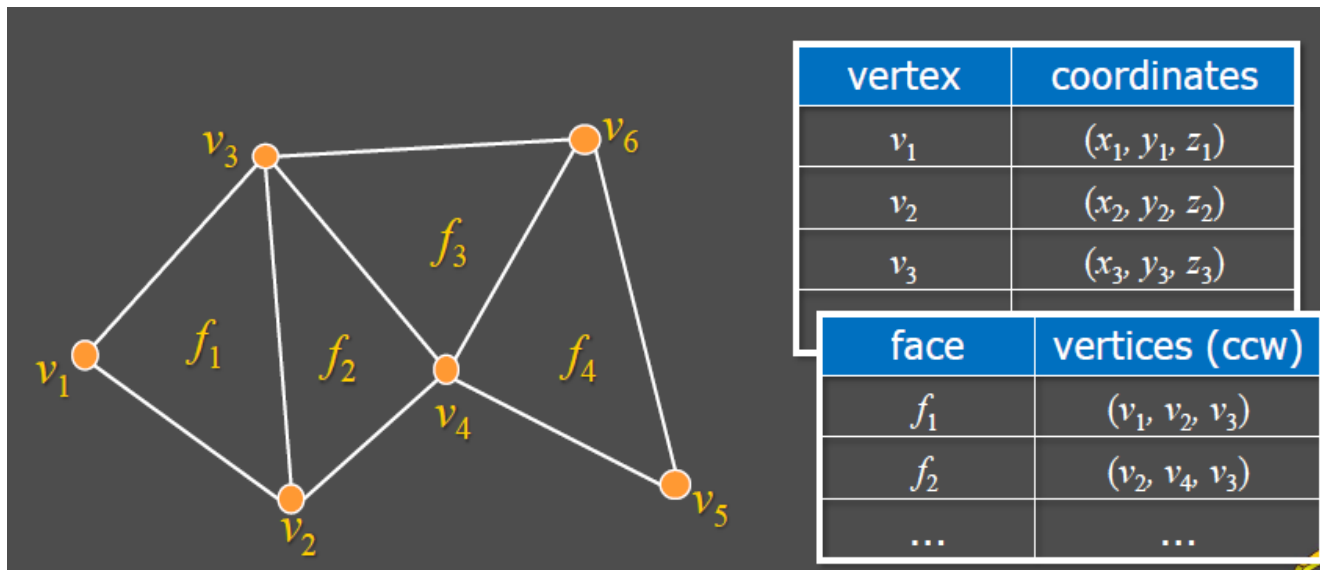 v3
v6
f3
f1
f2
f4
v1
v4
v5
v2
vertex coordinates
v1 (x1, y1, z1)
v2 (x2, y2, z2)
v3 (x3, y3, z3)
face vertices (ccw)
f1 (v1, v2, v3)
f2 (v2, v4, v3)
... ...